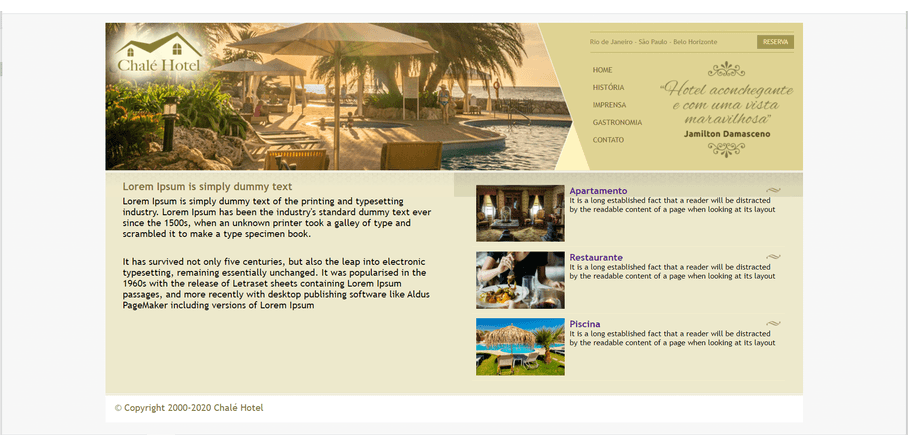 Chalé Hotel
Rio de Janeiro - São Paulo - Belo Horizonte
RESERVA
HOME
HISTÓRIA
IMPRENSA
GASTRONOMIA
CONTATO
"Hotel aconchegante
e com uma vista
maravilhosa"
Jamilton Damasceno
Lorem Ipsum is simply dummy text
Lorem Ipsum is simply dummy text of the printing and typesetting
industry. Lorem Ipsum has been the industry's standard dummy text ever
since the 1500s, when an unknown printer took a galley of type and
scrambled it to make a type specimen book.
It has survived not only five centuries, but also the leap into electronic
typesetting, remaining essentially unchanged. It was popularised in the
1960s with the release of Letraset sheets containing Lorem Ipsum
passages, and more recently with desktop publishing software like Aldus
PageMaker including versions of Lorem Ipsum
Apartamento
It is a long established fact that a reader will be distracted
by the readable content of a page when looking at its layout
Restaurante
It is a long established fact that a reader will be distracted
by the readable content of a page when looking at its layout
Piscina
It is a long established fact that a reader will be distracted
by the readable content of a page when looking at its layout
© Copyright 2000-2020 Chalé Hotel